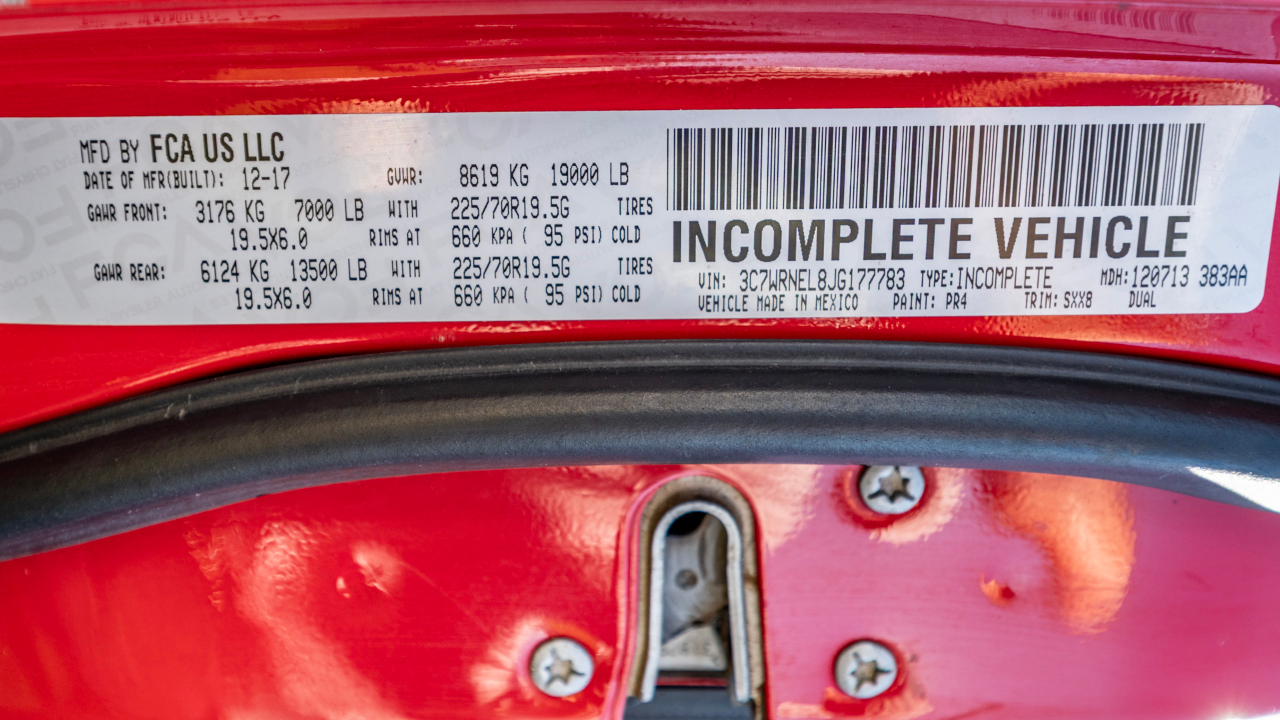 MFD BY FCA US LLC
DATE OF MFR(BUILT): 12-17 GVWR: 8619 KG 19000 LB
GAWR FRONT: 3176 KG 7000 LB WITH 225/70R19.5G TIRES
19.5X6.0 RIMS AT 660 KPA ( 95 PSI) COLD
GAWR REAR: 6124 KG 13500 LB WITH 225/70R19.5G TIRES
19.5X6.0 RIMS AT 660 KPA ( 95 PSI) COLD
INCOMPLETE VEHICLE
VIN: 3C7WRNEL8JG177783 TYPE:INCOMPLETE MDH:120713 383AA
VEHICLE MADE IN MEXICO PAINT: PR4 TRIM: SXX8 DUAL